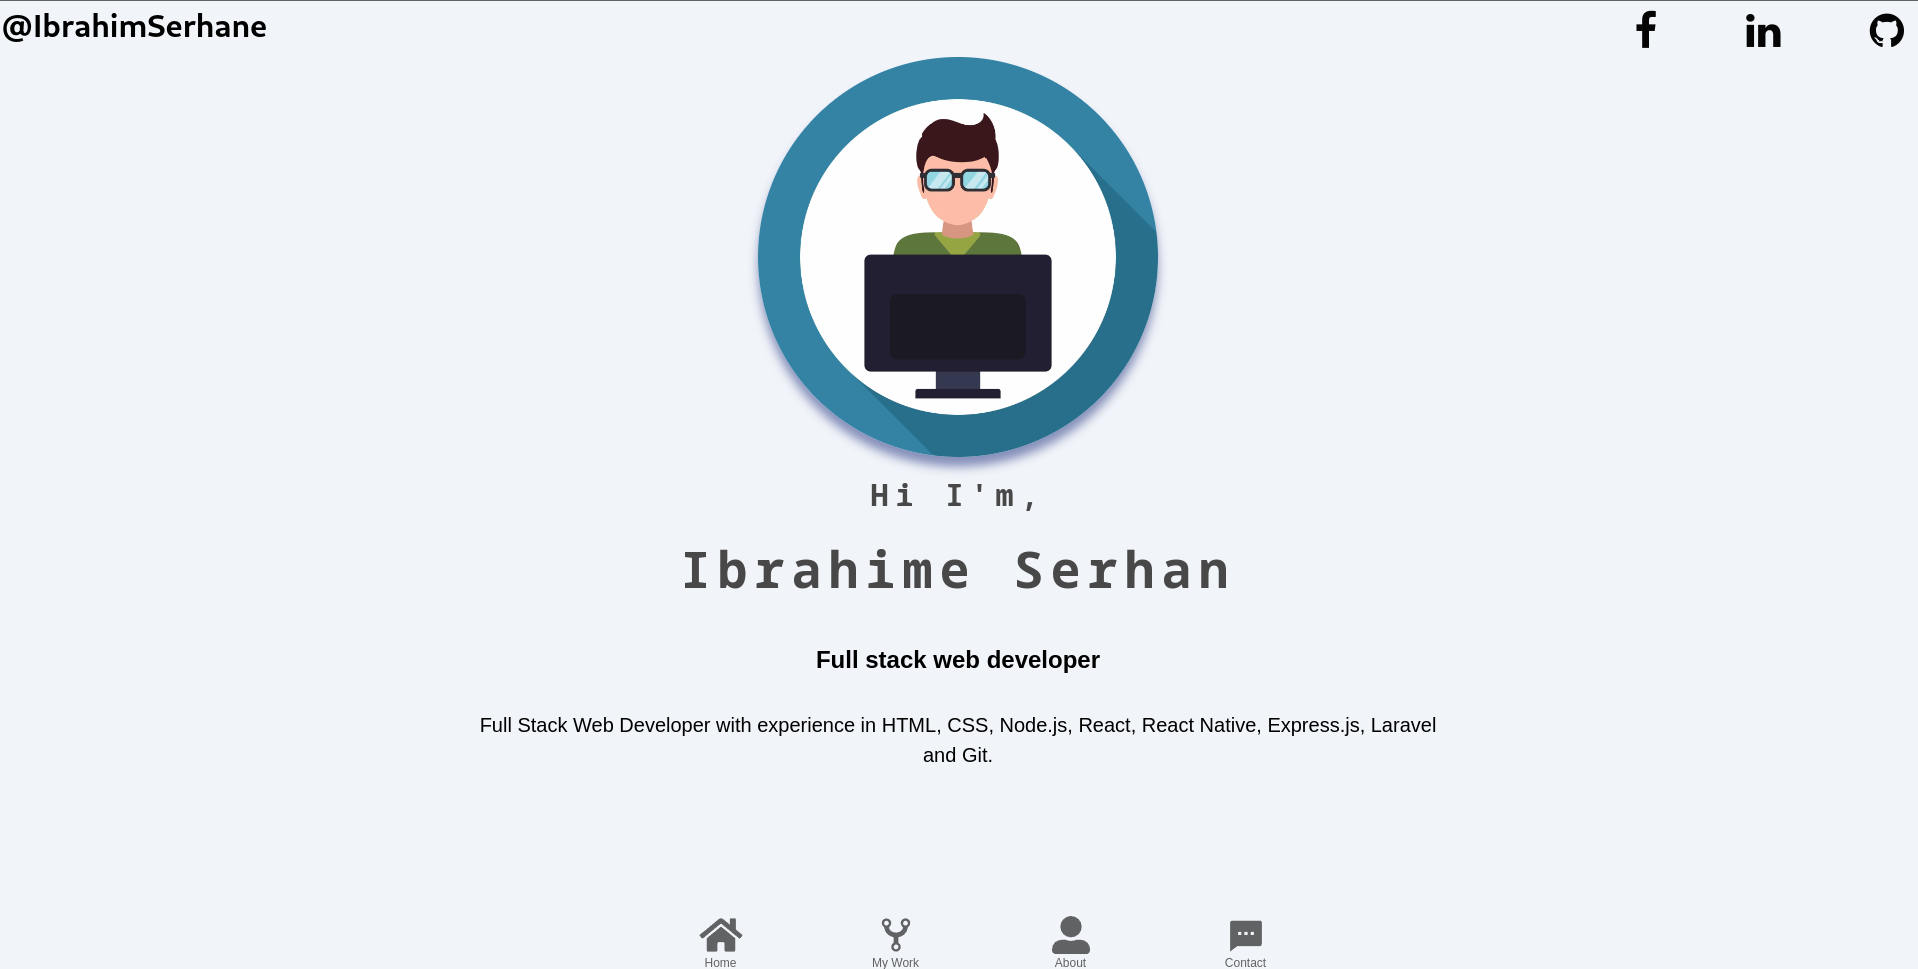 @IbrahimSerhane
Hi I'm,
Ibrahime Serhan
Full stack web developer
Full Stack Web Developer with experience in HTML, CSS, Node.js, React, React Native, Express.js, Laravel
and Git.
Home My Work About Contact